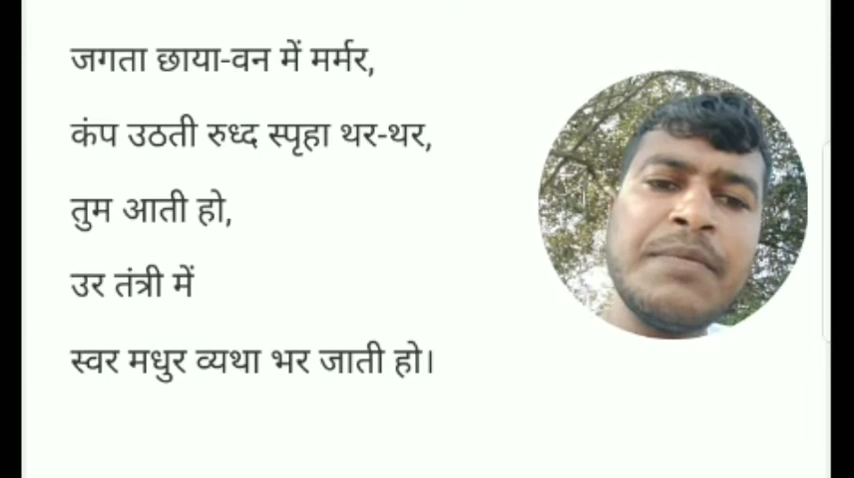 जगता छाया-वन में मर्मर,
कंप उठती रुध्द स्पृहा थर-थर,
तुम आती हो,
उर तंत्री में
स्वर मधुर व्यथा भर जाती हो।